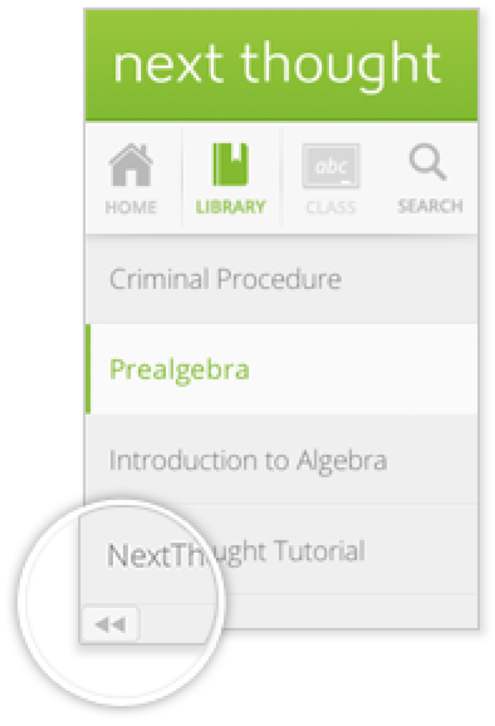 next thought
abc
HOME LIBRARY CLASS SEARCH
Criminal Procedure
Prealgebra
Introduction to Algebra
NextThought Tutorial